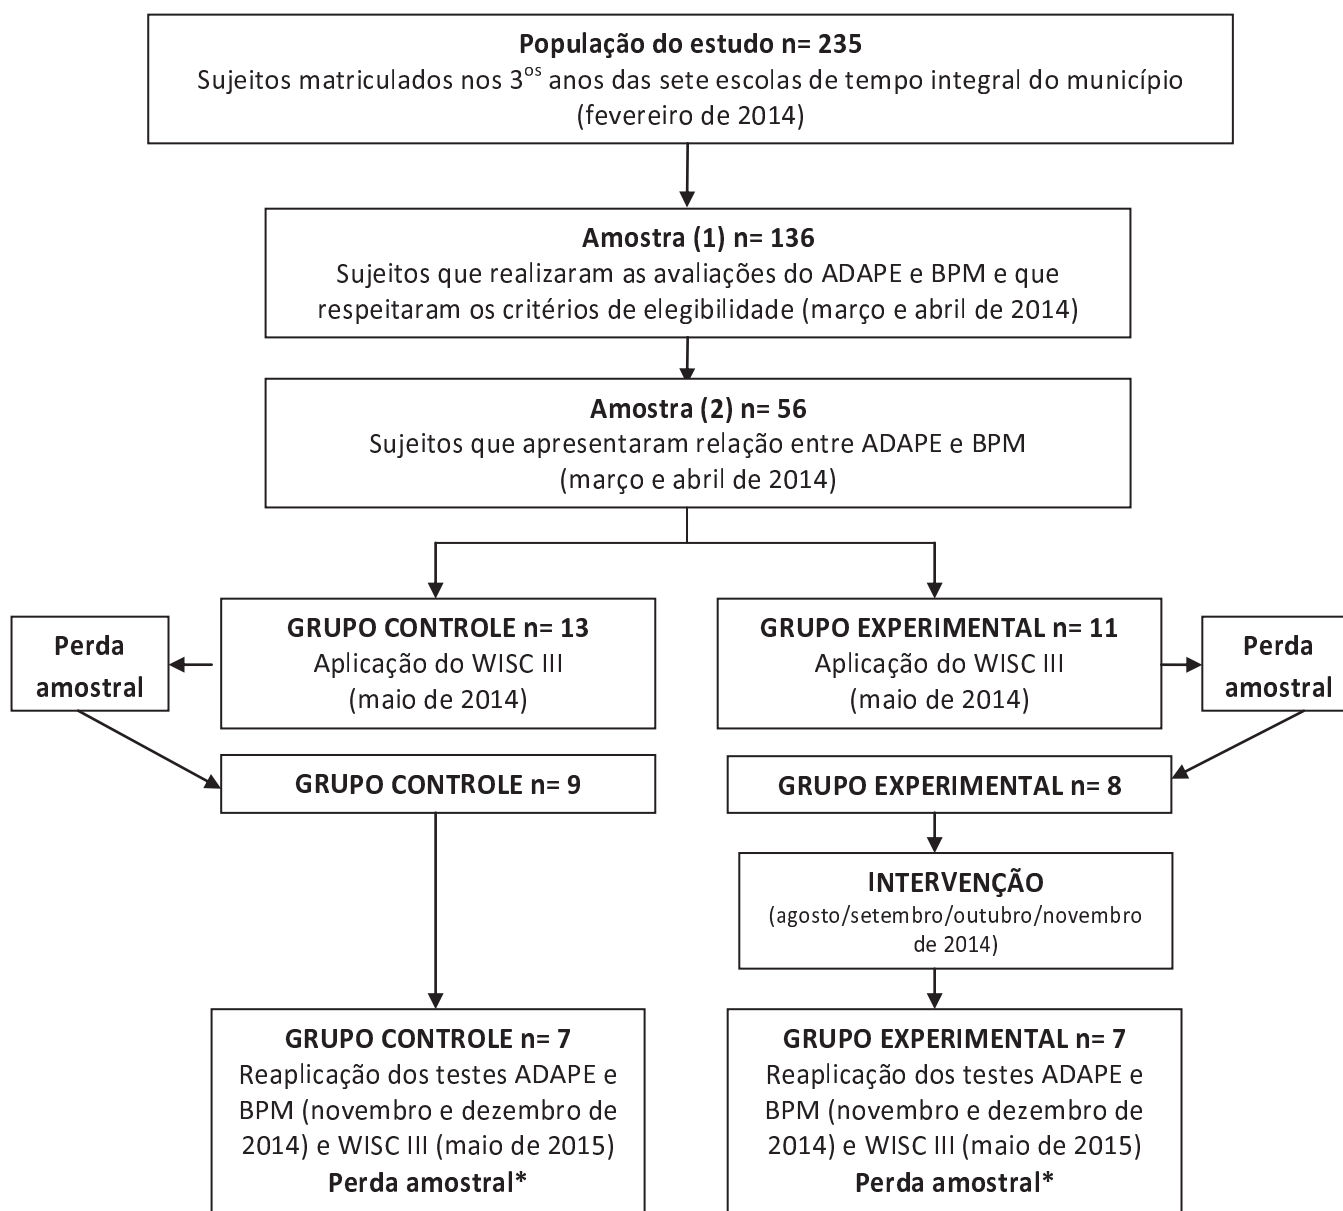 População do estudo n= 235
Sujeitos matriculados nos 3os anos das sete escolas de tempo integral do município
(fevereiro de 2014)
Amostra (1) n= 136
Sujeitos que realizaram as avaliações do ADAPE e BPM e que
respeitaram os critérios de elegibilidade (março e abril de 2014)
Amostra (2) n= 56
Sujeitos que apresentaram relação entre ADAPE e BPM
(março e abril de 2014)
Perda
amostral
GRUPO CONTROLE n= 13
Aplicação do WISC III
(maio de 2014)
GRUPO EXPERIMENTAL n= 11
Aplicação do WISC III
(maio de 2014)
Perda
amostral
GRUPO CONTROLE n= 9
GRUPO EXPERIMENTAL n= 8
INTERVENÇÃO
(agosto/setembro/outubro/novembro
de 2014)
GRUPO CONTROLE n= 7
Reaplicação dos testes ADAPE e
BPM (novembro e dezembro de
2014) e WISC III (maio de 2015)
Perda amostral*
GRUPO EXPERIMENTAL n= 7
Reaplicação dos testes ADAPE e
BPM (novembro e dezembro de
2014) e WISC III (maio de 2015)
Perda amostral*